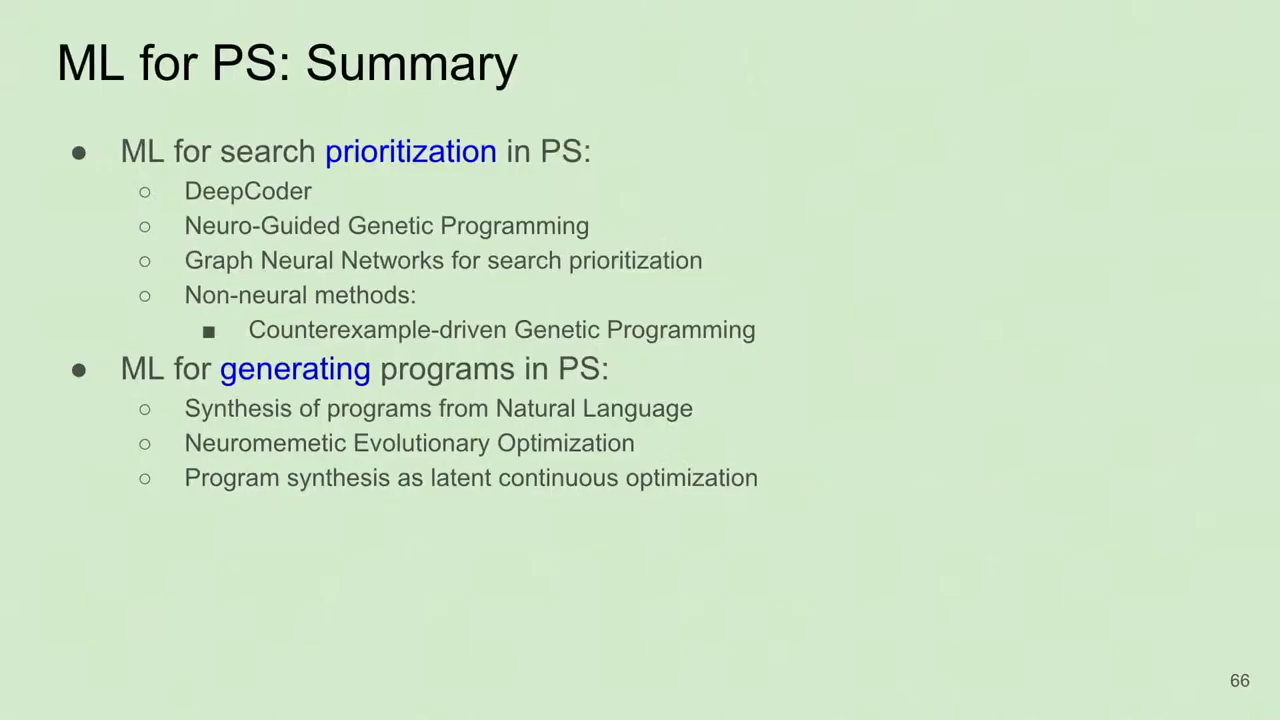 ML for PS: Summary
● ML for search prioritization in PS:
○ DeepCoder
○ Neuro-Guided Genetic Programming
○ Graph Neural Networks for search prioritization
○ Non-neural methods:
■ Counterexample-driven Genetic Programming
● ML for generating programs in PS:
○ Synthesis of programs from Natural Language
○ Neuromemetic Evolutionary Optimization
○ Program synthesis as latent continuous optimization
66